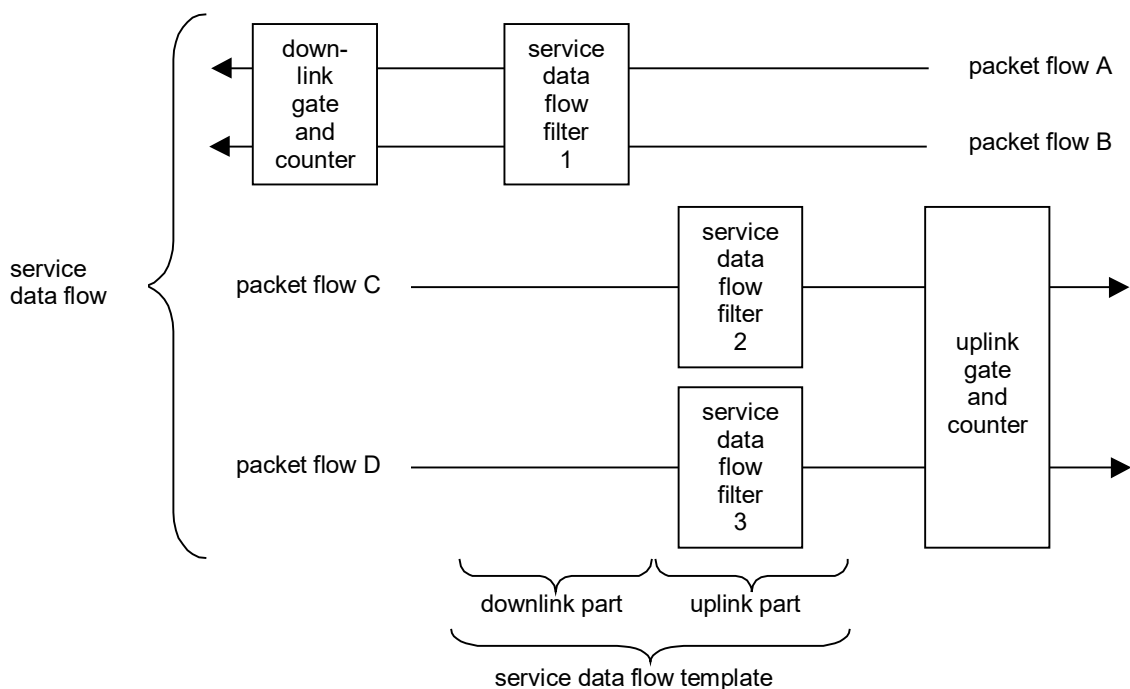 down-
link
gate
and
counter
service
data
flow
filter
1
packet flow A
packet flow B
service
data flow
packet flow C
service
data
flow
filter
2
uplink
gate
and
counter
packet flow D
service
data
flow
filter
3
downlink part
uplink part
service data flow template